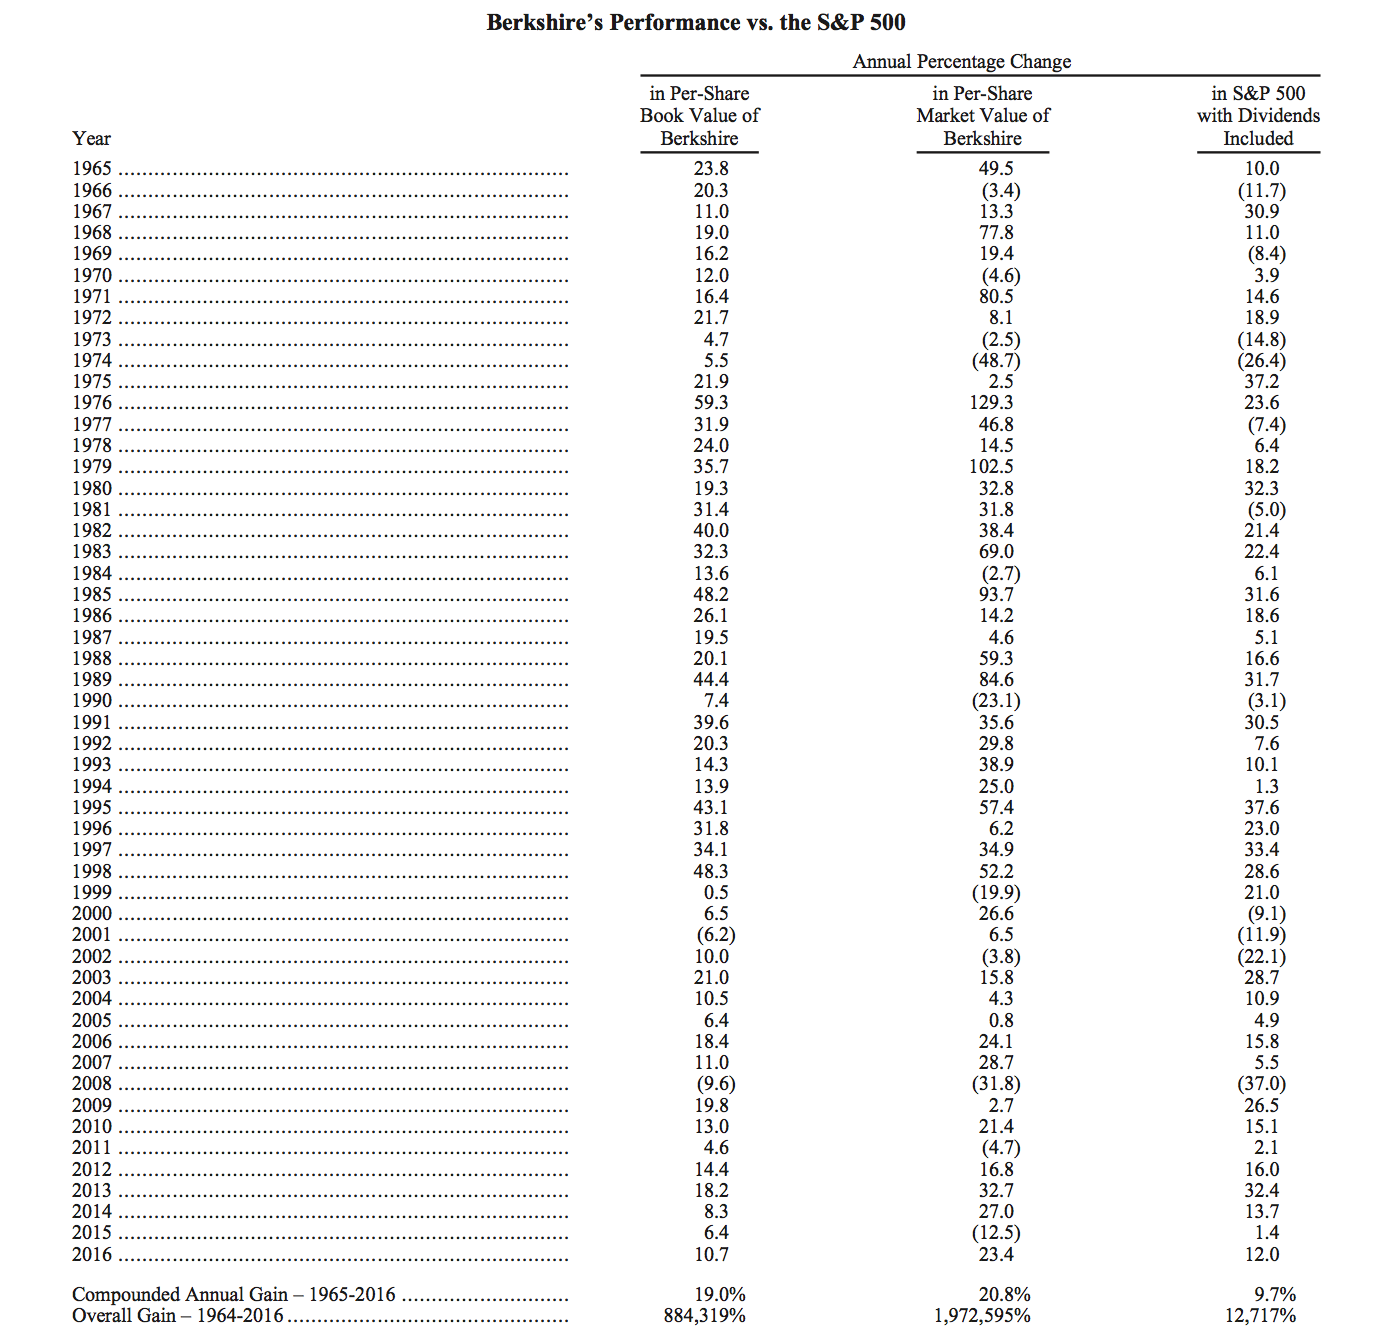 Berkshire's Performance vs. the S&P 500
Annual Percentage Change
in Per-Share in Per-Share in S&P 500
Book Value of Market Value of with Dividends
Year Berkshire Berkshire Included
1965 ........ 23.8 49.5 10.0
1966 ........ 20.3 (3.4) (11.7)
1967 ........ 11.0 13.3 30.9
1968 ........ 19.0 77.8 11.0
1969 ........ 16.2 19.4 (8.4)
1970 ........ 12.0 (4.6) 3.9
1971 ........ 16.4 80.5 14.6
1972 ........ 21.7 8.1 18.9
1973 ........ 4.7 (2.5) (14.8)
1974 ........ 5.5 (48.7) (26.4)
1975 ........ 21.9 2.5 37.2
1976 ........ 59.3 129.3 23.6
1977 ........ 31.9 46.8 (7.4)
1978 ........ 24.0 14.5 6.4
1979 ........ 35.7 102.5 18.2
1980 ........ 19.3 32.8 32.3
1981 ........ 31.4 31.8 (5.0)
1982 ........ 40.0 38.4 21.4
1983 ........ 32.3 69.0 22.4
1984 ........ 13.6 (2.7) 6.1
1985 ........ 48.2 93.7 31.6
1986 ........ 26.1 14.2 18.6
1987 ........ 19.5 4.6 5.1
1988 ........ 20.1 59.3 16.6
1989 ........ 44.4 84.6 31.7
1990 ........ 7.4 (23.1) (3.1)
1991 ........ 39.6 35.6 30.5
1992 ........ 20.3 29.8 7.6
1993 ........ 14.3 38.9 10.1
1994 ........ 13.9 25.0 1.3
1995 ........ 43.1 57.4 37.6
1996 ........ 31.8 6.2 23.0
1997 ........ 34.1 34.9 33.4
1998 ........ 48.3 52.2 28.6
1999 ........ 0.5 (19.9) 21.0
2000 ........ 6.5 26.6 (9.1)
2001 ........ (6.2) 6.5 (11.9)
2002 ........ 10.0 (3.8) (22.1)
2003 ........ 21.0 15.8 28.7
2004 ........ 10.5 4.3 10.9
2005 ........ 6.4 0.8 4.9
2006 ........ 18.4 24.1 15.8
2007 ........ 11.0 28.7 5.5
2008 ........ (9.6) (31.8) (37.0)
2009 ........ 19.8 2.7 26.5
2010 ........ 13.0 21.4 15.1
2011 ........ 4.6 (4.7) 2.1
2012 ........ 14.4 16.8 16.0
2013 ........ 18.2 32.7 32.4
2014 ........ 8.3 27.0 13.7
2015 ........ 6.4 (12.5) 1.4
2016 ........ 10.7 23.4 12.0
Compounded Annual Gain – 1965-2016 ........ 19.0% 20.8% 9.7%
Overall Gain – 1964-2016 ........ 884,319% 1,972,595% 12,717%